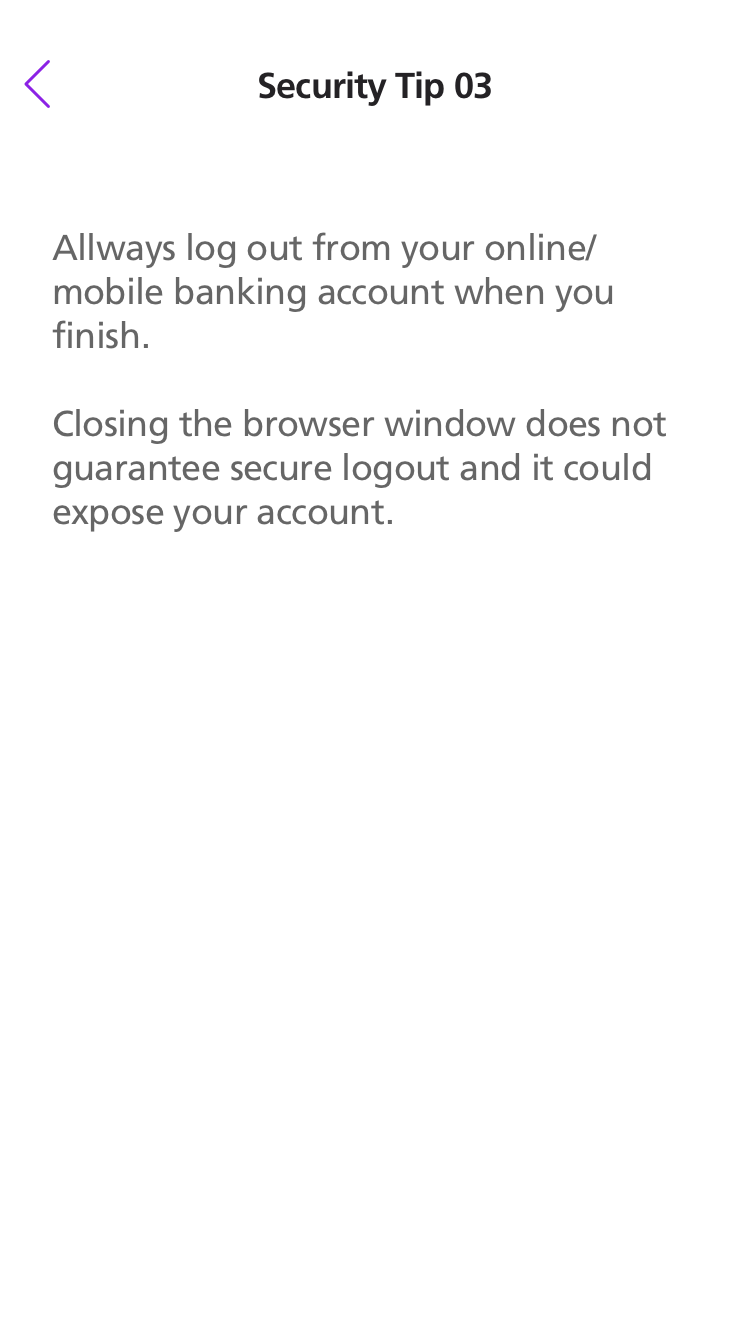 Security Tip 03
Allways log out from your online/
mobile banking account when you
finish.
Closing the browser window does not
guarantee secure logout and it could
expose your account.